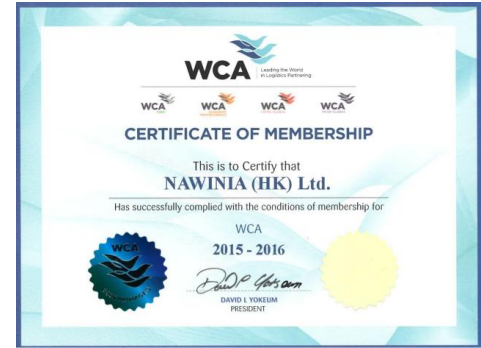 WCA
Leading the World
in Logistics Partnering
WCA WCA WCA WCA
CERTIFICATE OF MEMBERSHIP
This is to Certify that
NAWINIA (HK) Ltd.
Has successfully complied with the conditions of membership for
WCA
2015 - 2016
WCA
DAVID L YOKEUM
PRESIDENT